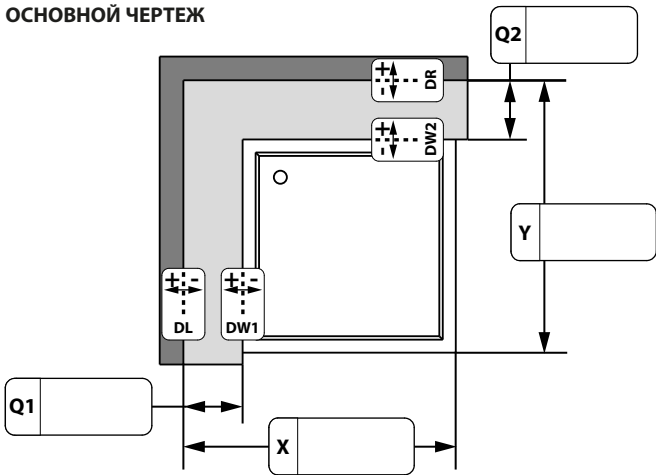 ОСНОВНОЙ ЧЕРТЕЖ
Q2
+
- DR
+
- DW2
Y
+ -
DL
+ -
DW1
Q1
X